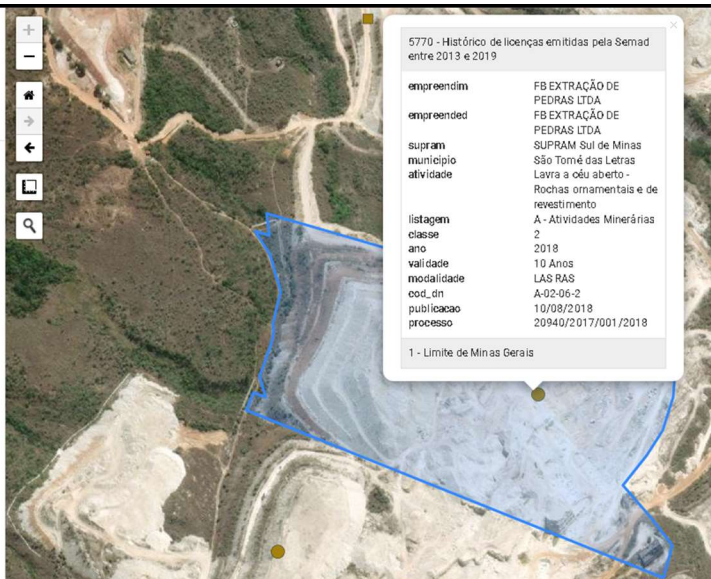 5770 - Histórico de licenças emitidas pela Semad
entre 2013 e 2019
empreendim FB EXTRAÇÃO DE
PEDRAS LTDA
empreended FB EXTRAÇÃO DE
PEDRAS LTDA
supram SUPRAM Sul de Minas
municipio São Tomé das Letras
atividade Lavra a céu aberto -
Rochas ornamentais e de
revestimento
listagem A - Atividades Minerárias
classe 2
ano 2018
validade 10 Anos
modalidade LAS RAS
cod_dn A-02-06-2
publicacao 10/08/2018
processo 20940/2017/001/2018
1 - Limite de Minas Gerais